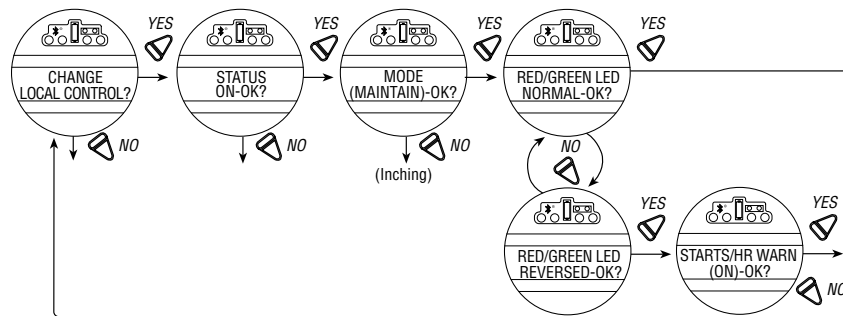 YES
YES
YES
YES
CHANGE
LOCAL CONTROL?
STATUS
ON-OK?
MODE
(MAINTAIN)-OK?
RED/GREEN LED
NORMAL-OK?
NO
NO
NO
NO
(Inching)
YES
YES
RED/GREEN LED
REVERSED-OK?
STARTS/HR WARN
(ON)-OK?
NO